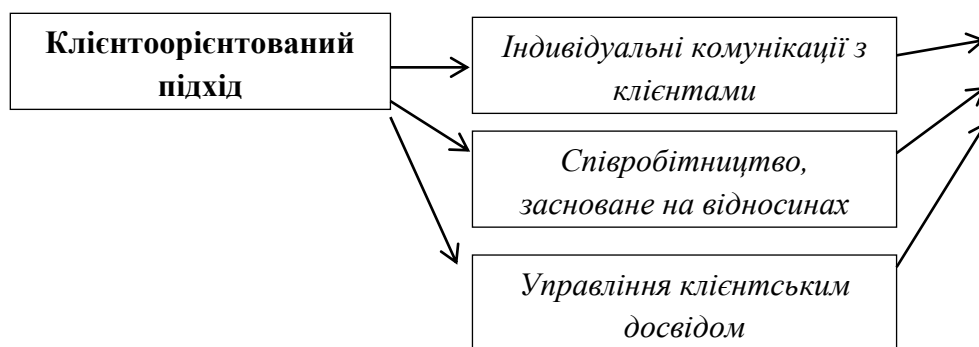 Клієнтоорієнтований
підхід
Індивідуальні комунікації з
клієнтами
Співробітництво,
засноване на відносинах
Управління клієнтським
досвідом